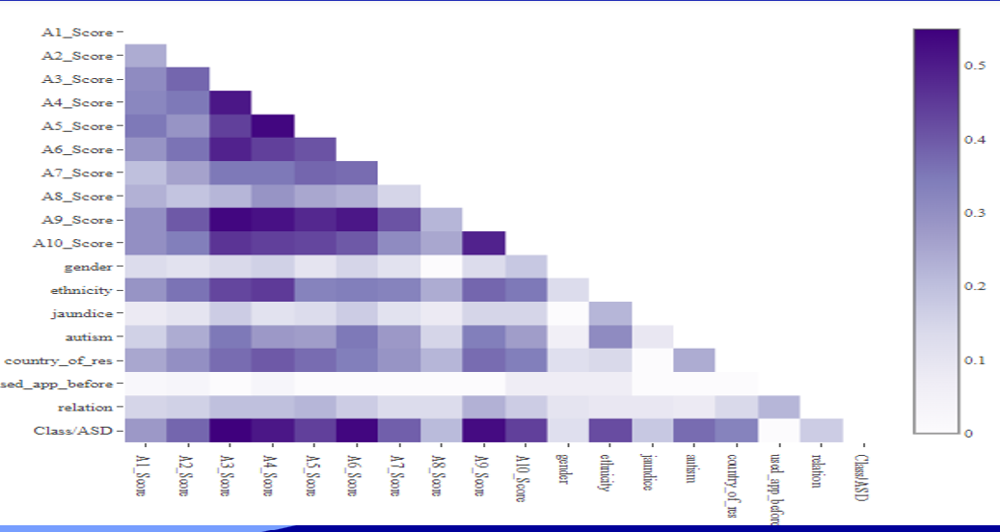 A1_Score
A2_Score
A3_Score
A4_Score
A5_Score
A6_Score
A7_Score
A8_Score
A9_Score
A10_Score
gender
ethnicity
jaundice
autism
country_of_res
sed_app_before
relation
Class/ASD
A1_Score
A2_Score
A3_Score
A4_Score
A5_Score
A6_Score
A7_Score
A8_Score
A9_Score
A10_Score
gender
ethnicity
jaundice
autism
country_of_res
used_app_before
relation
Class/ASD
0.5
0.4
0.3
0.2
0.1
0